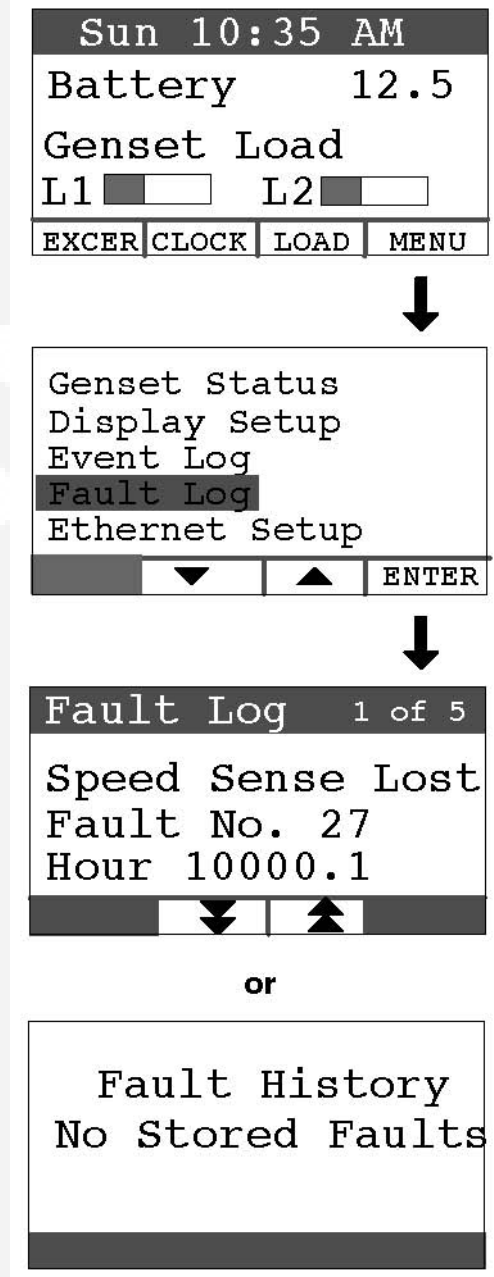 Sun 10:35 AM
Battery 12.5
Genset Load
L1 L2
EXCER CLOCK LOAD MENU
Genset Status
Display Setup
Event Log
Fault Log
Ethernet Setup
ENTER
Fault Log 1 of 5
Speed Sense Lost
Fault No. 27
Hour 10000.1
or
Fault History
No Stored Faults